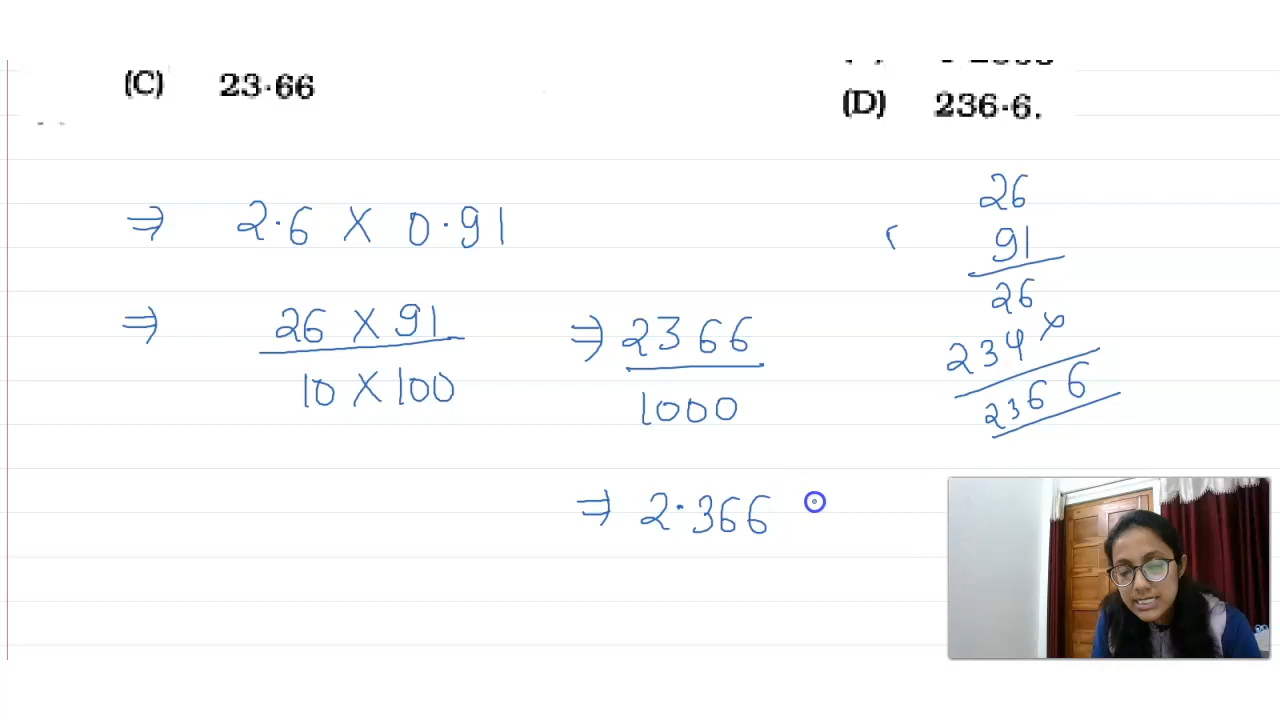 (C) 23·66
(D) 236·6.
⇒ 2·6 × 0·91
⇒ 26 × 91
10 × 100
⇒ 2366
1000
⇒ 2·366
26
91
26
234×
2366